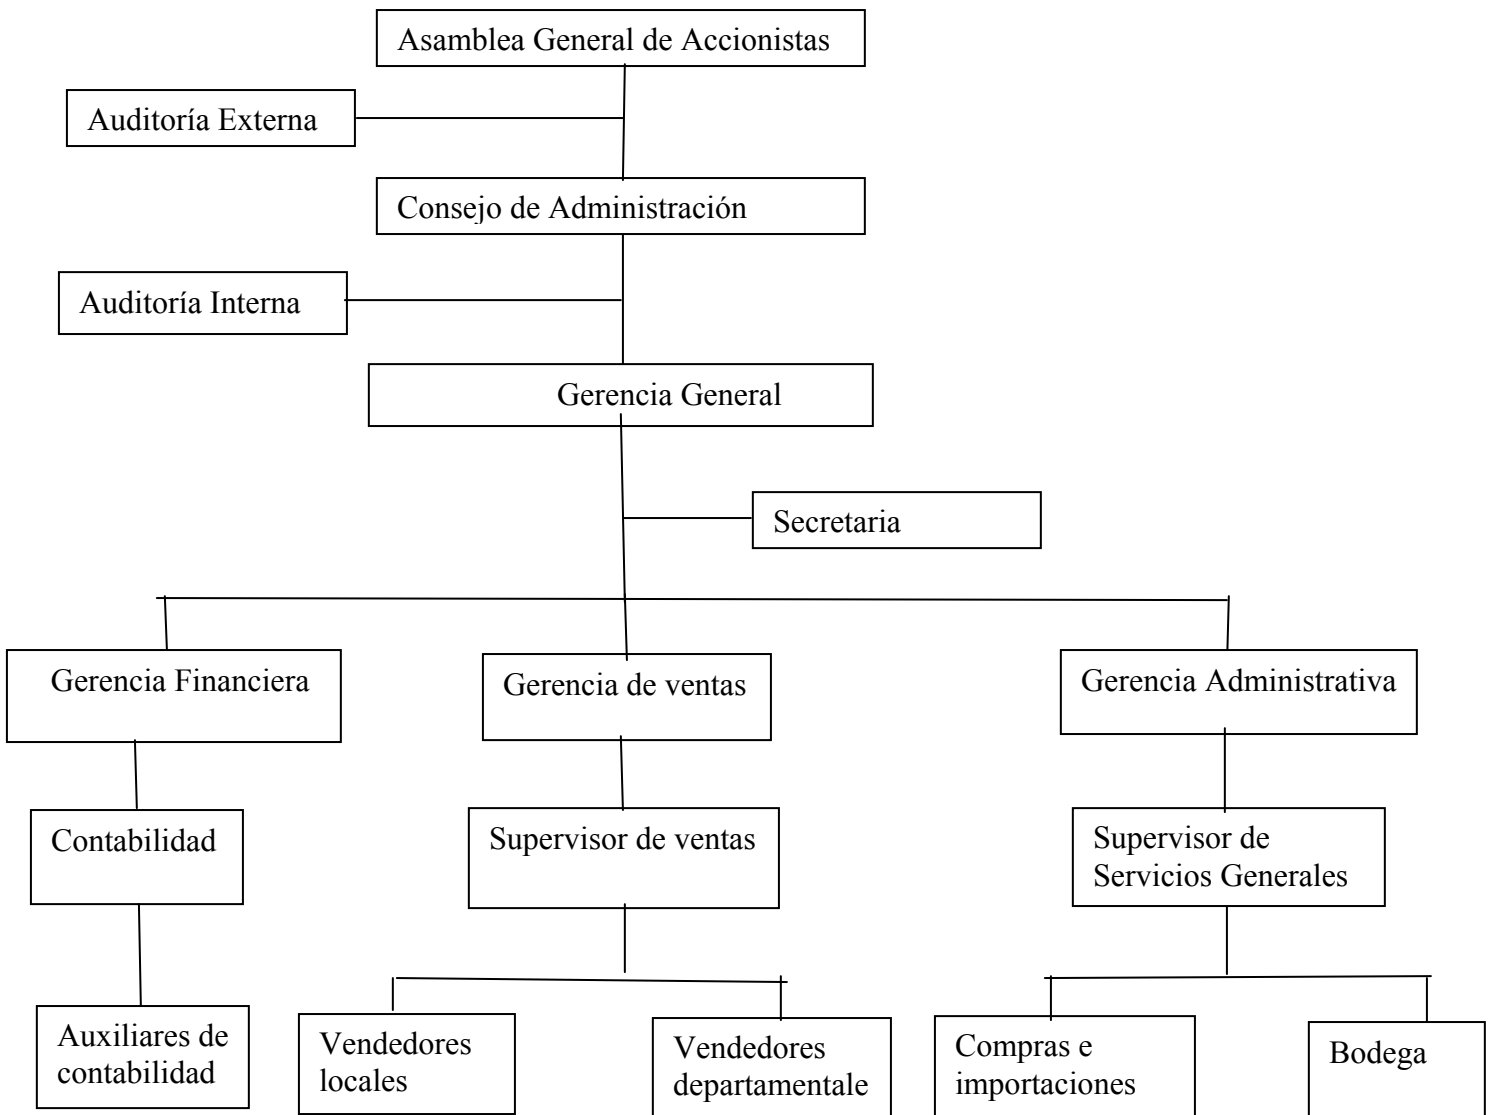 Asamblea General de Accionistas
Auditoría Externa
Consejo de Administración
Auditoría Interna
Gerencia General
Secretaria
Gerencia Financiera
Gerencia de ventas
Gerencia Administrativa
Contabilidad
Supervisor de ventas
Supervisor de
Servicios Generales
Auxiliares de
contabilidad
Vendedores
locales
Vendedores
departamentale
Compras e
importaciones
Bodega